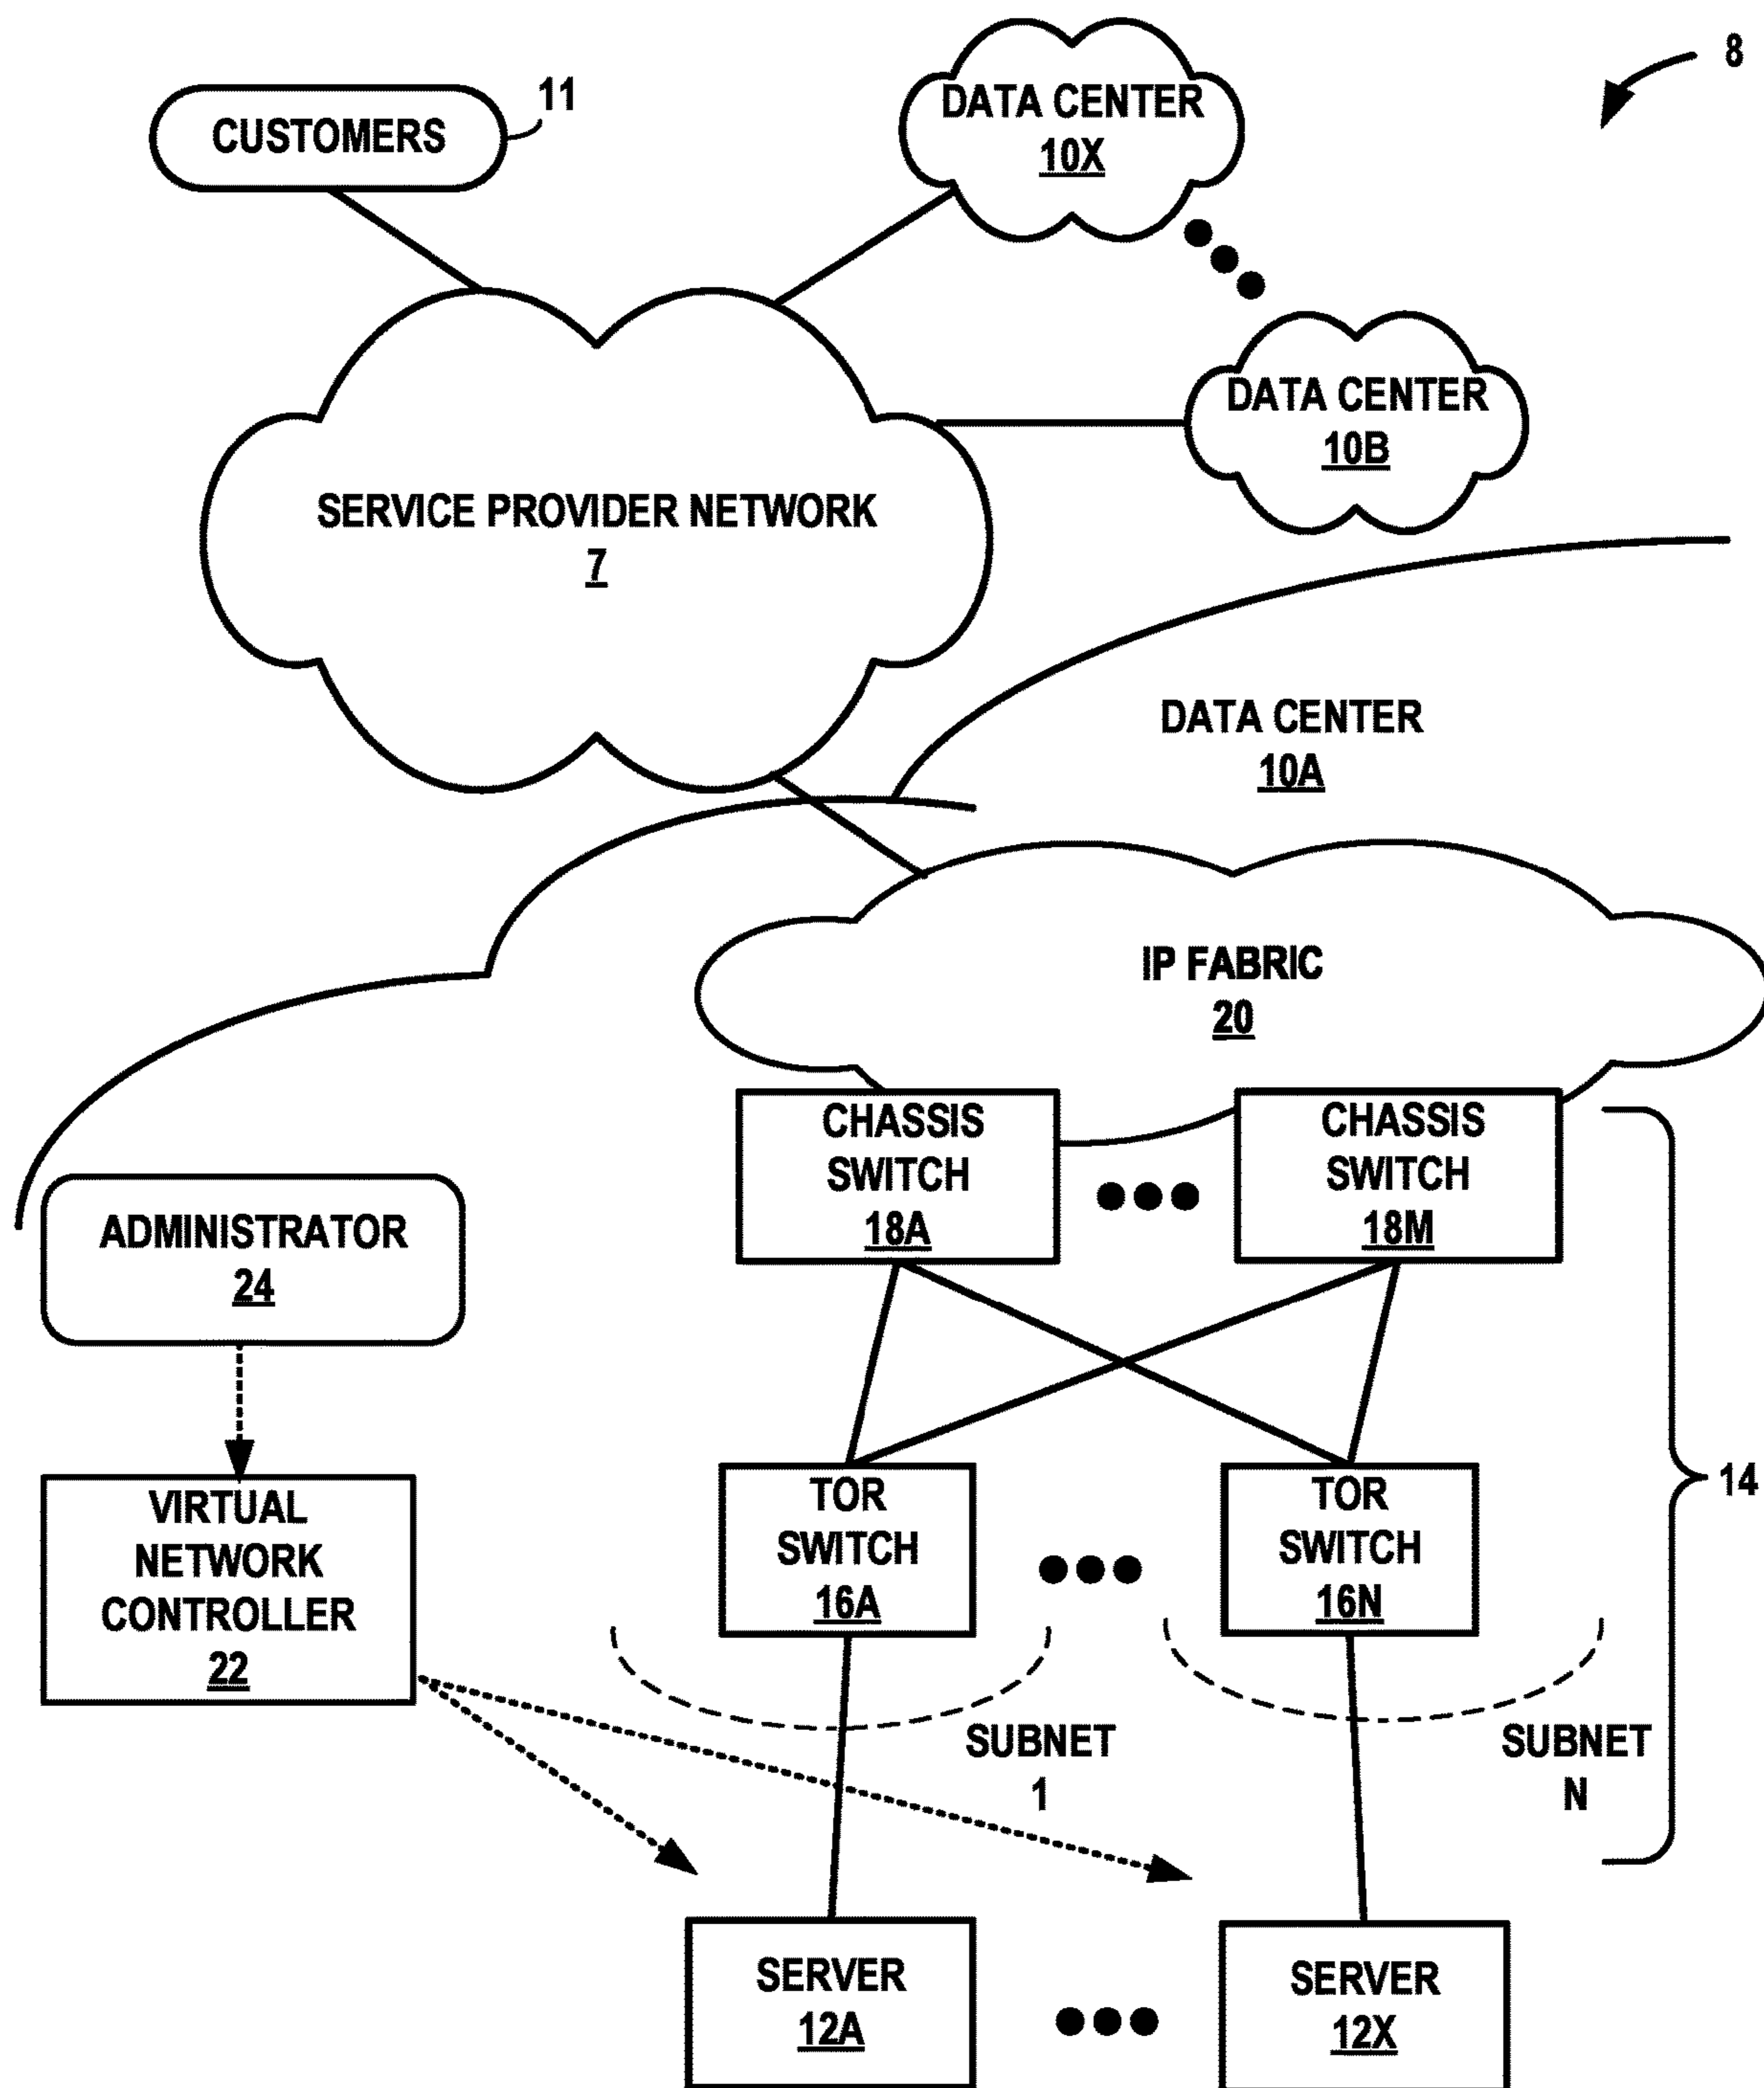 8
11
CUSTOMERS
DATA CENTER
10X
DATA CENTER
10B
SERVICE PROVIDER NETWORK
7
DATA CENTER
10A
IP FABRIC
20
CHASSIS
SWITCH
18A
CHASSIS
SWITCH
18M
ADMINISTRATOR
24
VIRTUAL
NETWORK
CONTROLLER
22
TOR
SWITCH
16A
TOR
SWITCH
16N
14
SUBNET
1
SUBNET
N
SERVER
12A
SERVER
12X